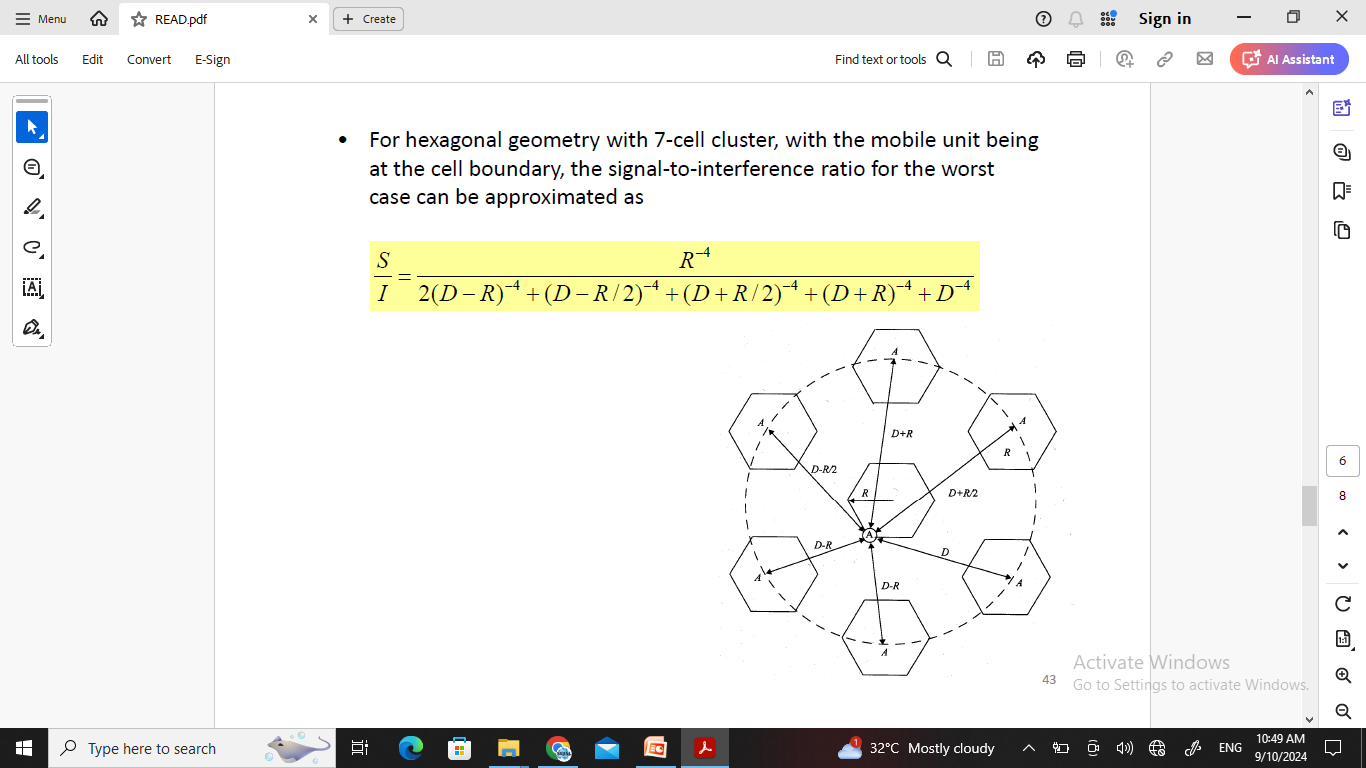 Menu
READ.pdf
Create
Sign in
All tools
Edit
Convert
E-Sign
Find text or tools
AI Assistant
• For hexagonal geometry with 7-cell cluster, with the mobile unit being
at the cell boundary, the signal-to-interference ratio for the worst
case can be approximated as
S/I = R⁻⁴ / (2(D − R)⁻⁴ + (D − R / 2)⁻⁴ + (D + R / 2)⁻⁴ + (D + R)⁻⁴ + D⁻⁴)
A
A
A
D+R
R
D-R/2
R
D+R/2
A
D-R
D
A
A
D-R
A
43
6
8
1:1
Activate Windows
Go to Settings to activate Windows.
Type here to search
1
32°C Mostly cloudy
ENG
10:49 AM
9/10/2024